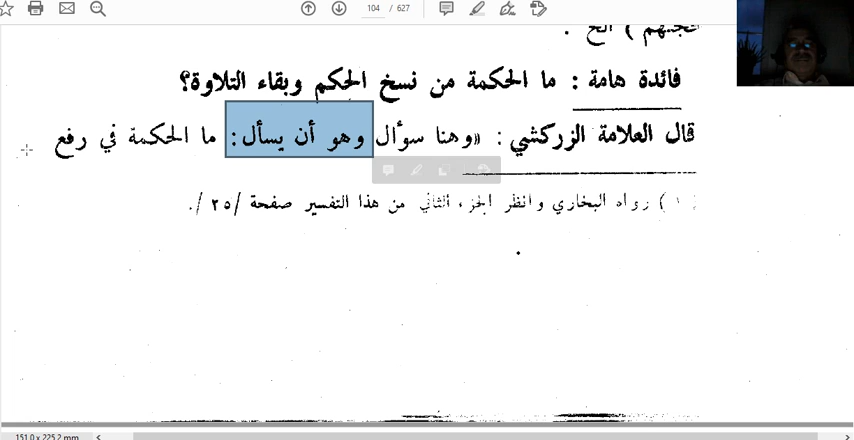 104 / 627
فائدة هامة : ما الحكمة من نسخ الحكم وبقاء التلاوة؟
قال العلامة الزركشي : «وهنا سؤال وهو أن يسأل : ما الحكمة في رفع
١ ) رواه البخاري وانظر الجزء الثاني من هذا التفسير صفحة /٢٥/.
151.0 x 225.2 mm